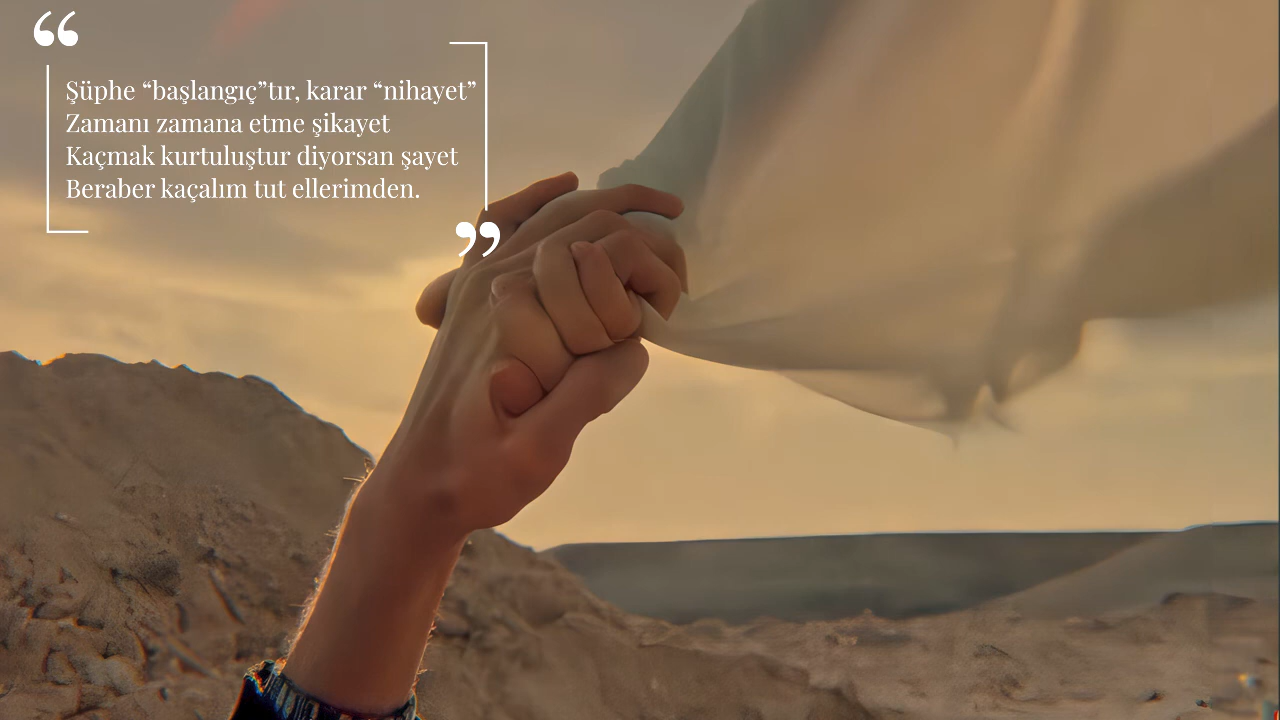 “
Şüphe “başlangıç”tır, karar “nihayet”
Zamanı zamana etme şikayet
Kaçmak kurtuluştur diyorsan şayet
Beraber kaçalım tut ellerimden.
”